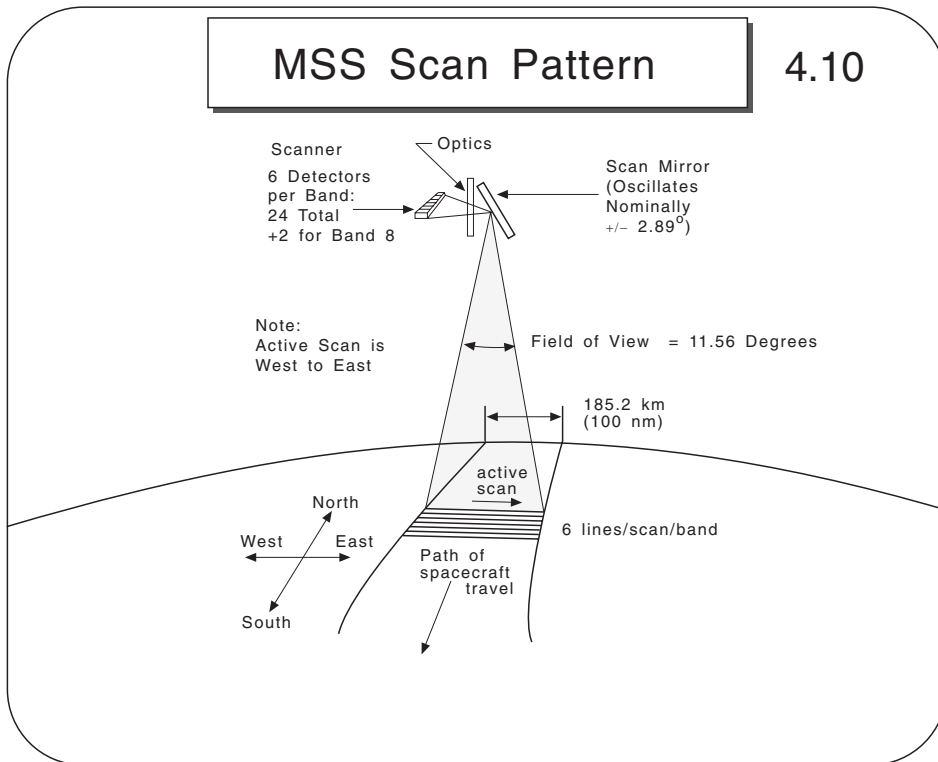 MSS Scan Pattern
4.10
Optics
Scanner
6 Detectors
per Band:
24 Total
+2 for Band 8
Scan Mirror
(Oscillates
Nominally
+/− 2.89°)
Note:
Active Scan is
West to East
Field of View = 11.56 Degrees
185.2 km
(100 nm)
active
scan
North
West
East
South
6 lines/scan/band
Path of
spacecraft
travel